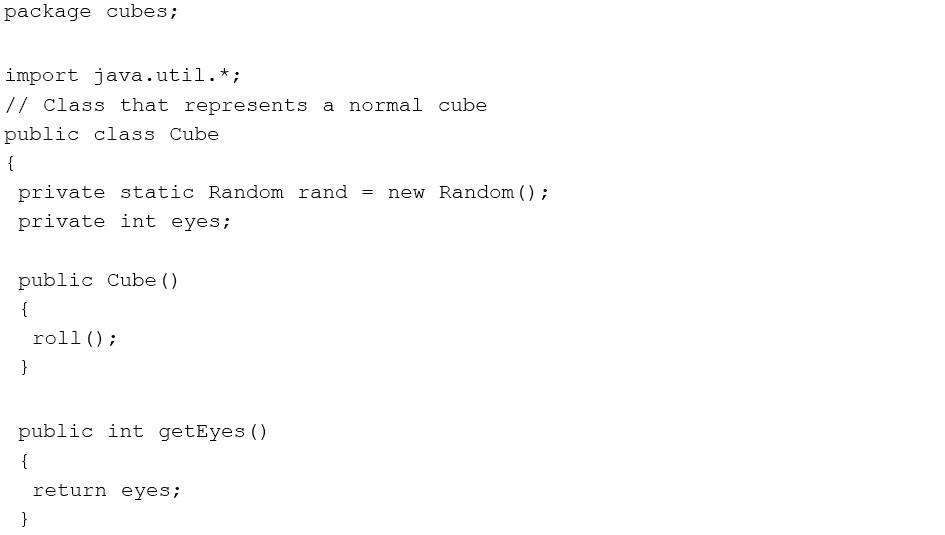 package cubes;
import java.util.*;
// Class that represents a normal cube
public class Cube
{
private static Random rand = new Random();
private int eyes;
public Cube()
{
roll();
}
public int getEyes()
{
return eyes;
}